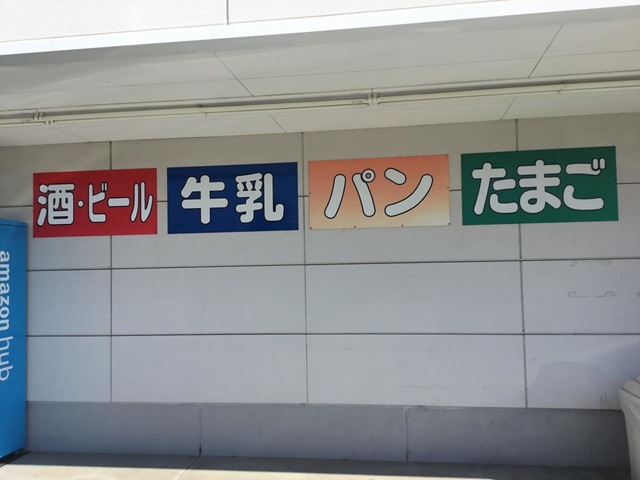 酒・ビール
牛乳
パン
たまご
amazon hub